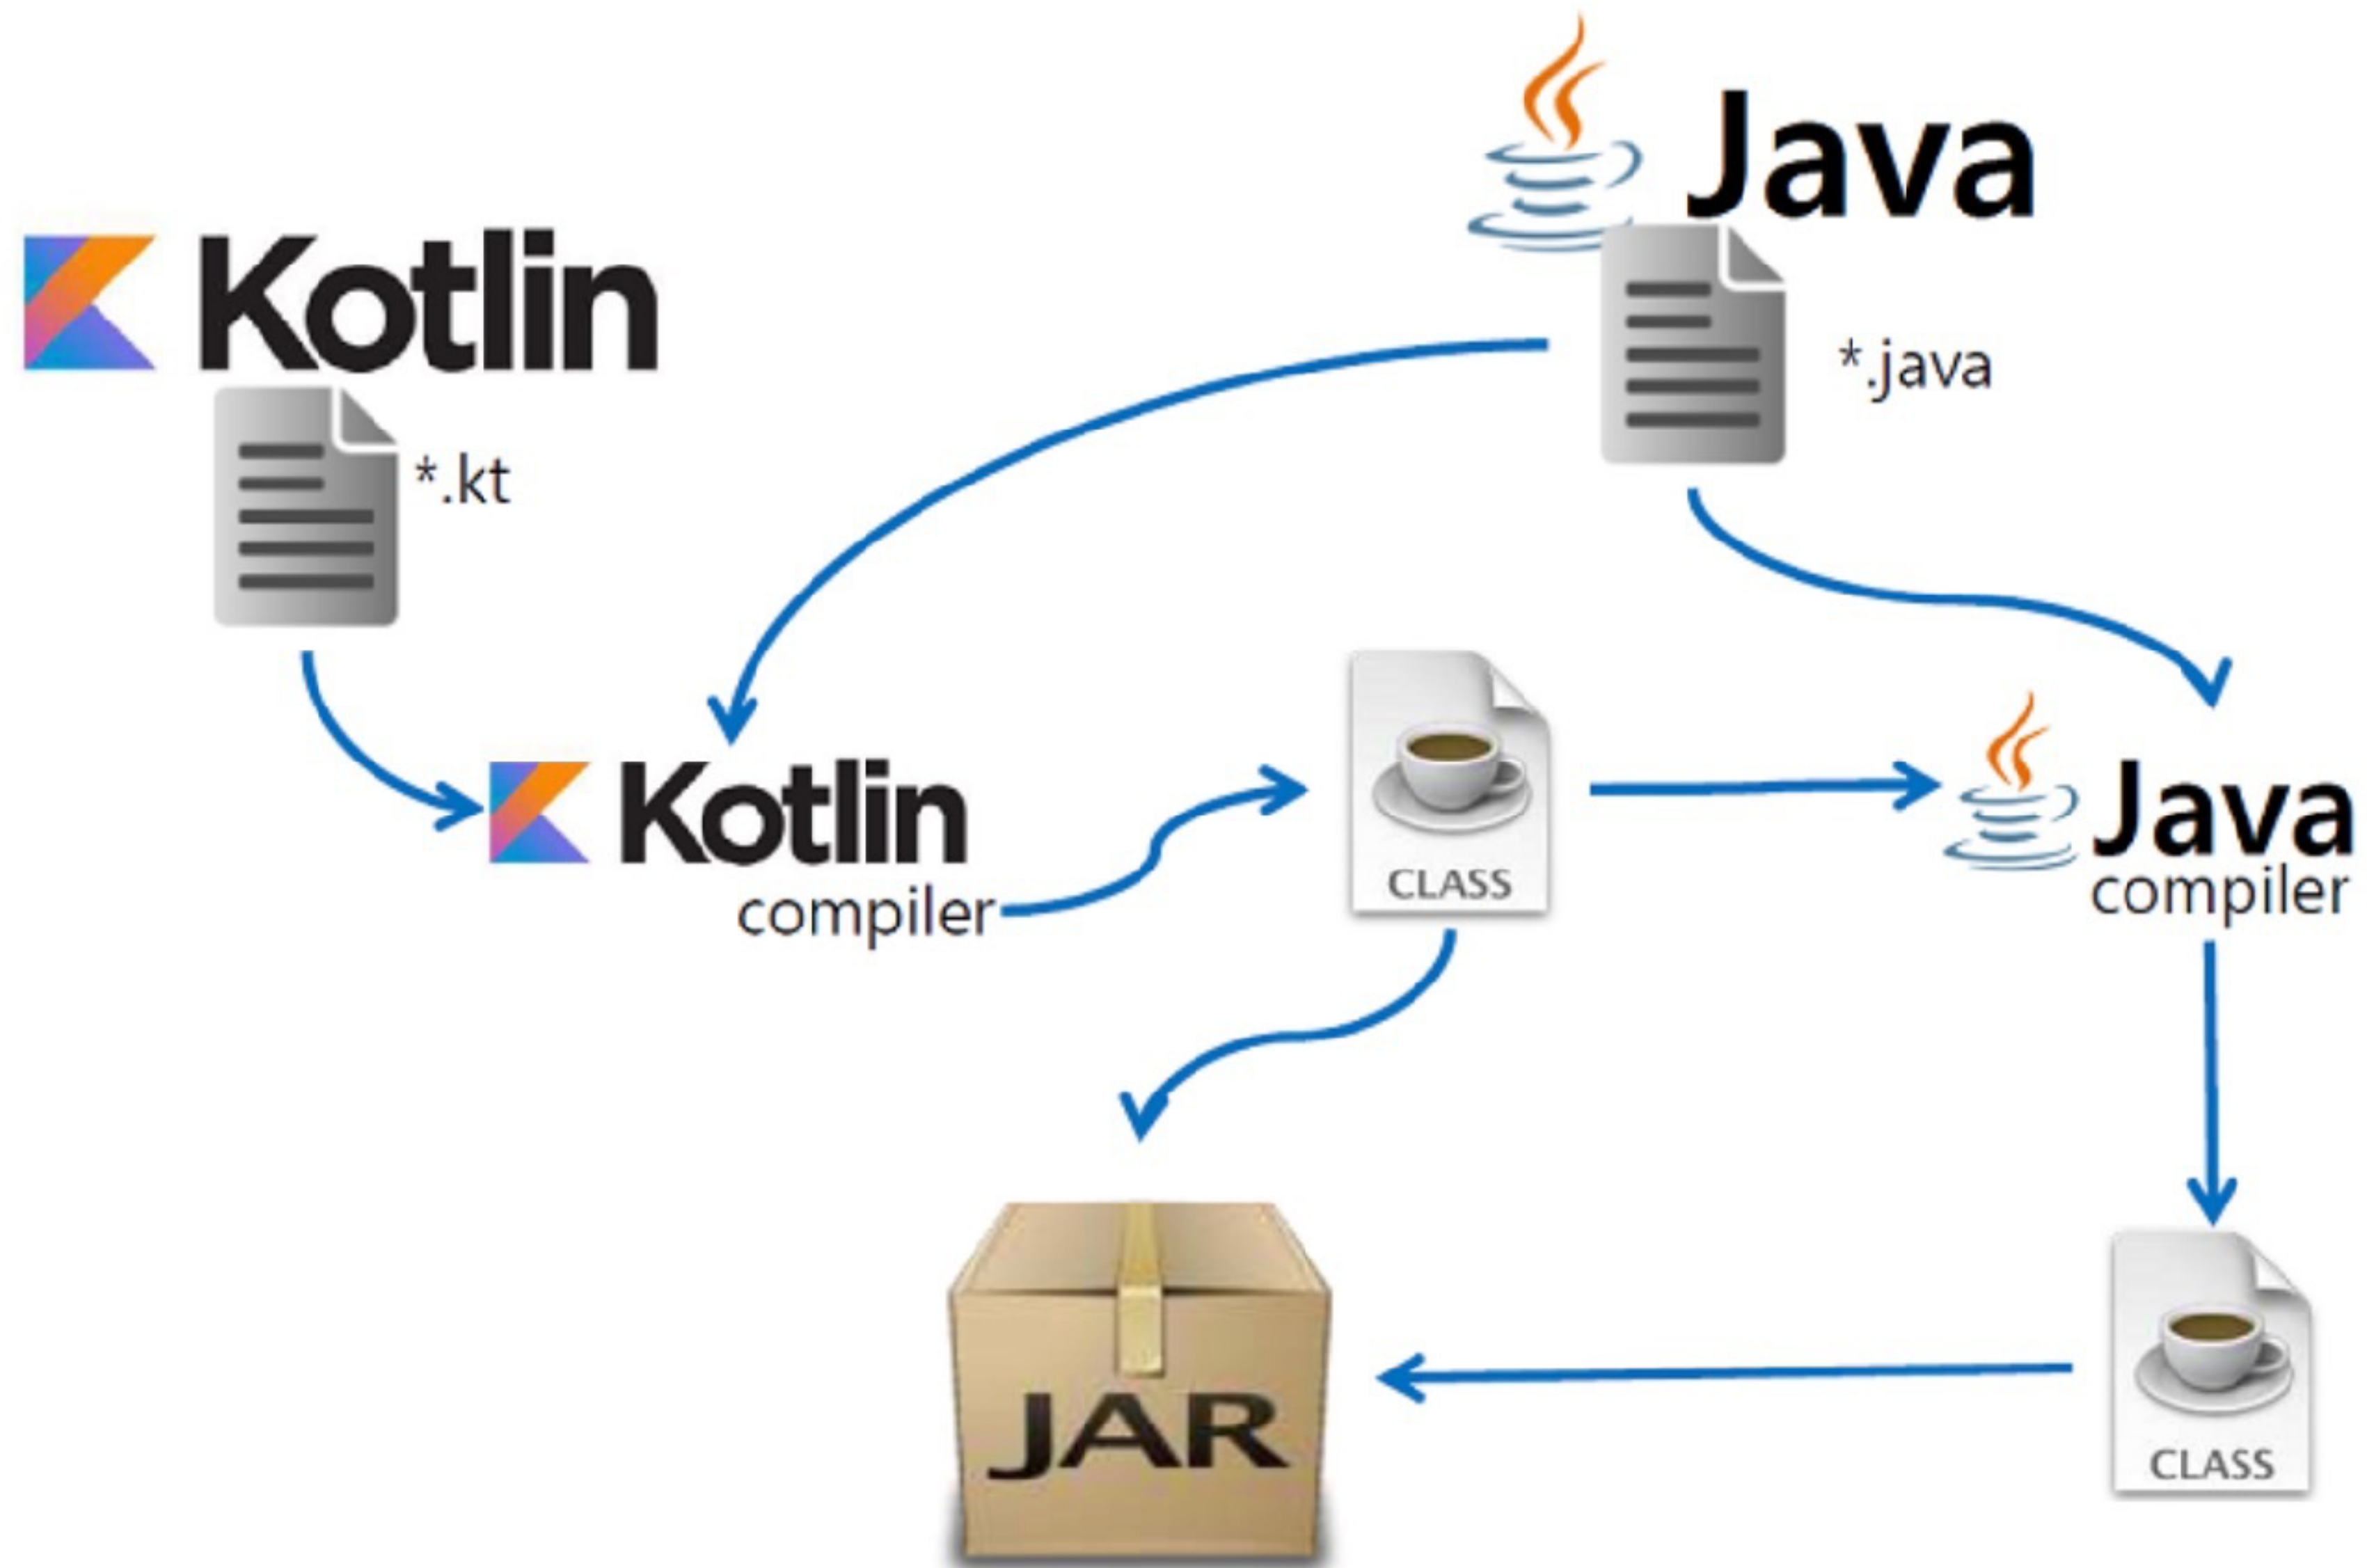 Java
Kotlin
*.java
*.kt
Kotlin
compiler
CLASS
Java
compiler
JAR
CLASS